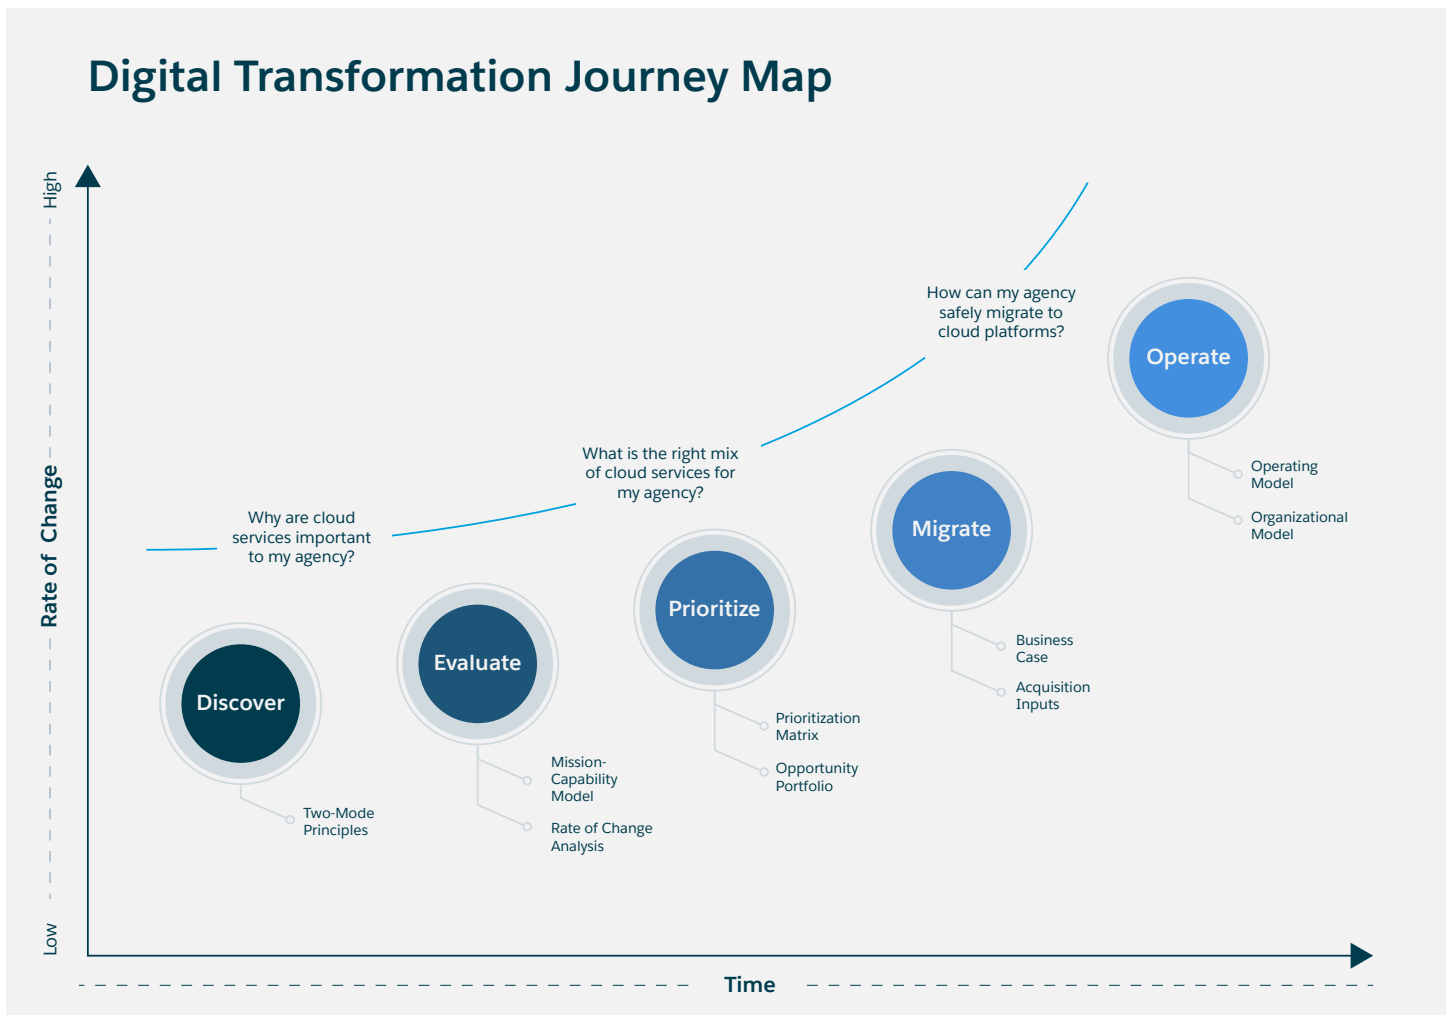 Digital Transformation Journey Map
High
Rate of Change
Low
Why are cloud
services important
to my agency?
What is the right mix
of cloud services for
my agency?
How can my agency
safely migrate to
cloud platforms?
Discover
Two-Mode
Principles
Evaluate
Mission-
Capability
Model
Rate of Change
Analysis
Prioritize
Prioritization
Matrix
Opportunity
Portfolio
Migrate
Business
Case
Acquisition
Inputs
Operate
Operating
Model
Organizational
Model
Time